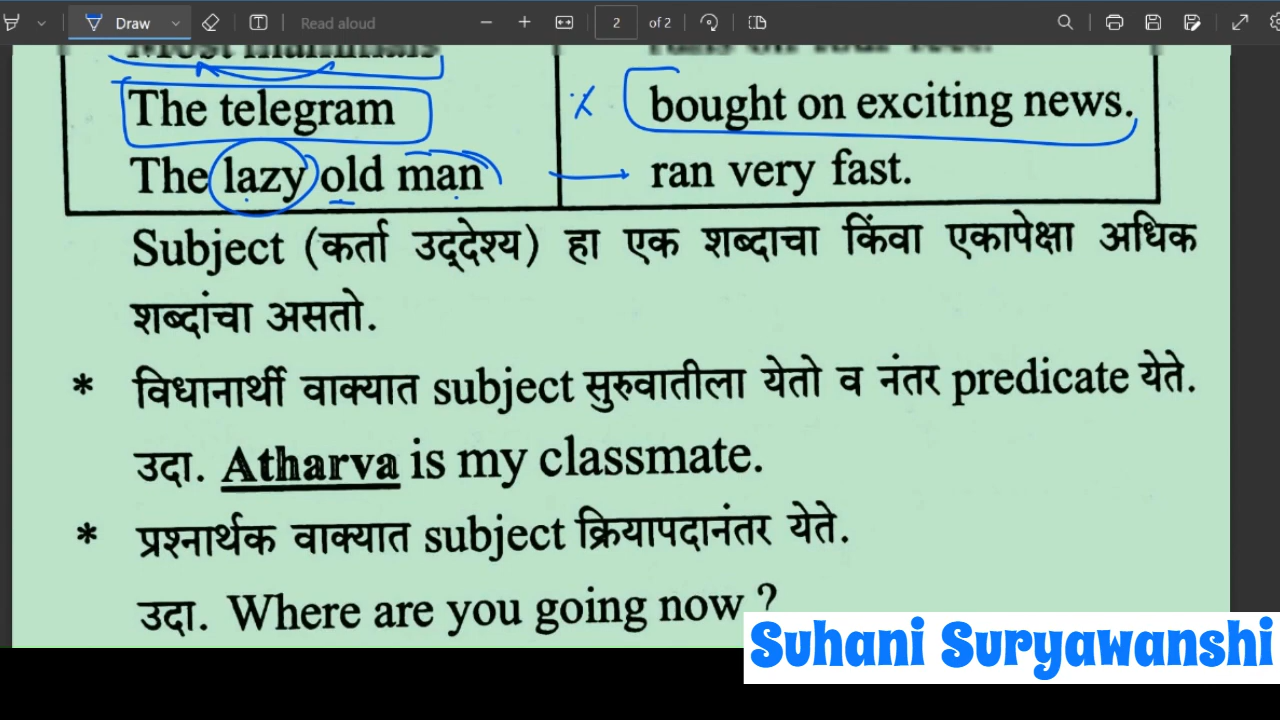 Draw
Read aloud
2 of 2
Most mammals
The telegram bought on exciting news.
The lazy old man ran very fast.
Subject (कर्ता उद्‌देश्य) हा एक शब्दाचा किंवा एकापेक्षा अधिक
शब्दांचा असतो.
* विधानार्थी वाक्यात subject सुरुवातीला येतो व नंतर predicate येते.
उदा. Atharva is my classmate.
* प्रश्नार्थक वाक्यात subject क्रियापदानंतर येते.
उदा. Where are you going now ?
Suhani Suryawanshi